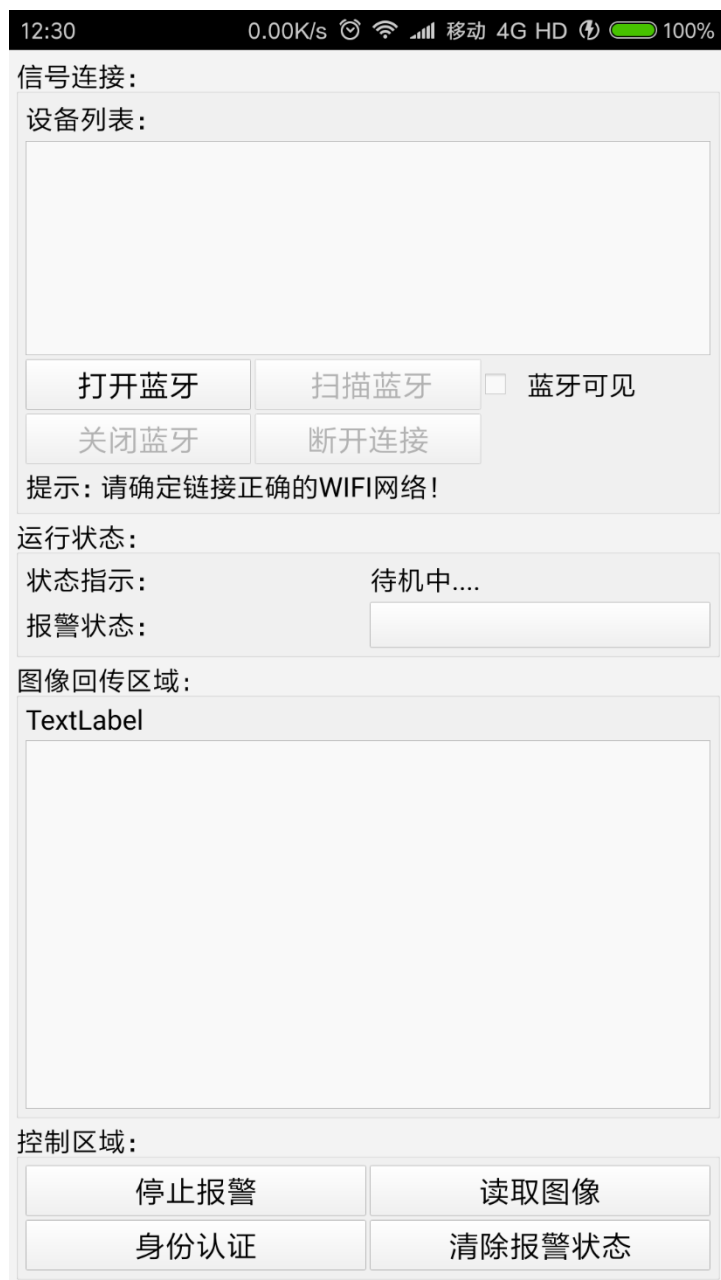 12:30 0.00K/s 移动 4G HD 100%
信号连接：
设备列表：
打开蓝牙 扫描蓝牙 蓝牙可见
关闭蓝牙 断开连接
提示：请确定链接正确的WIFI网络！
运行状态：
状态指示： 待机中....
报警状态：
图像回传区域：
TextLabel
控制区域：
停止报警 读取图像
身份认证 清除报警状态